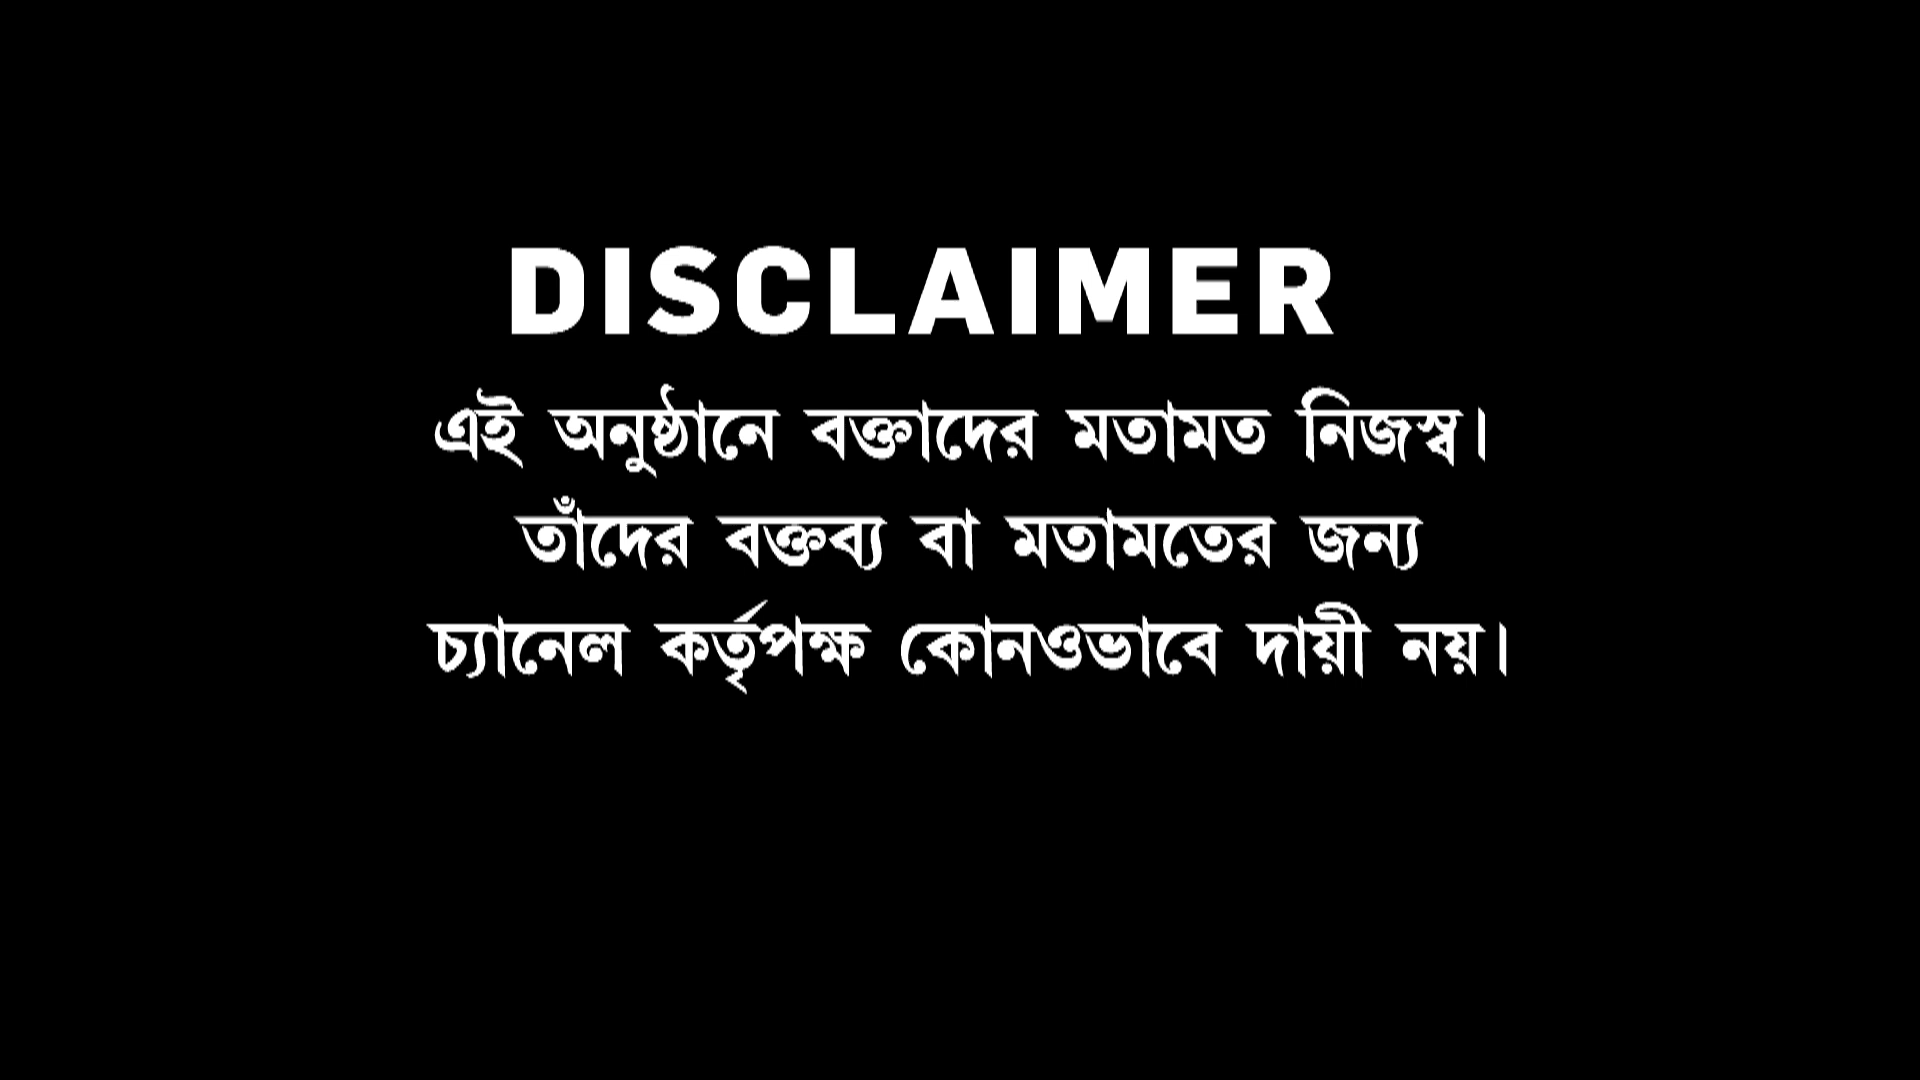 DISCLAIMER
এই অনুষ্ঠানে বক্তাদের মতামত নিজস্ব।
তাঁদের বক্তব্য বা মতামতের জন্য
চ্যানেল কর্তৃপক্ষ কোনওভাবে দায়ী নয়।